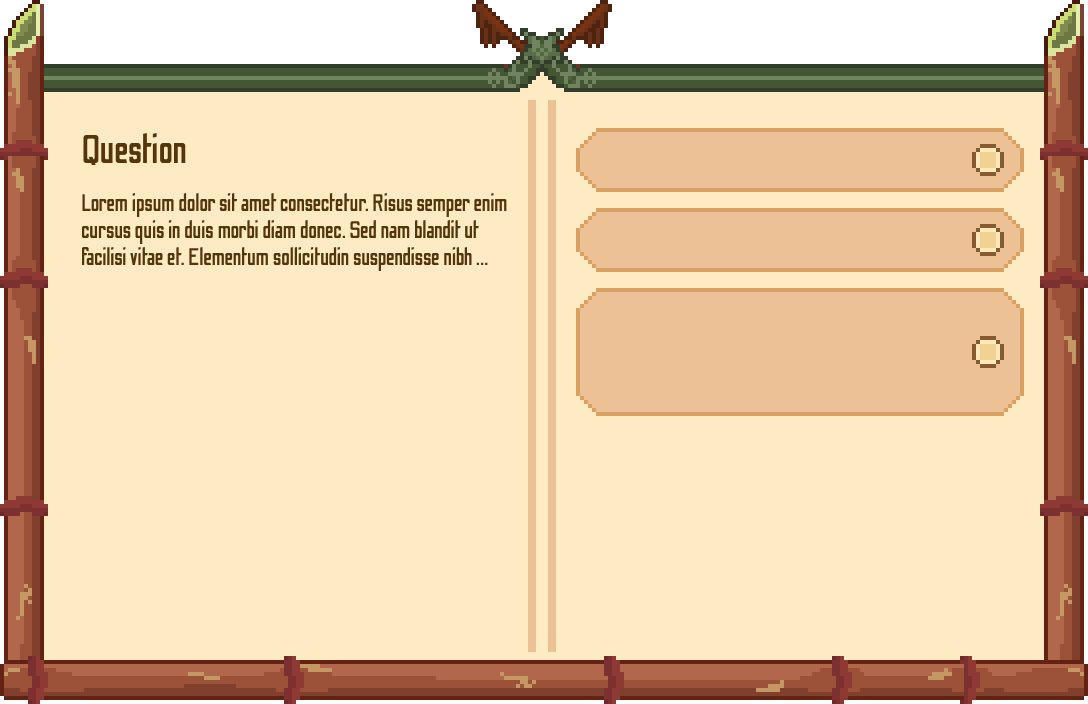 Question
Lorem ipsum dolor sit amet consectetur. Risus semper enim
cursus quis in duis morbi diam donec. Sed nam blandit ut
facilisi vitae et. Elementum sollicitudin suspendisse nibh ...